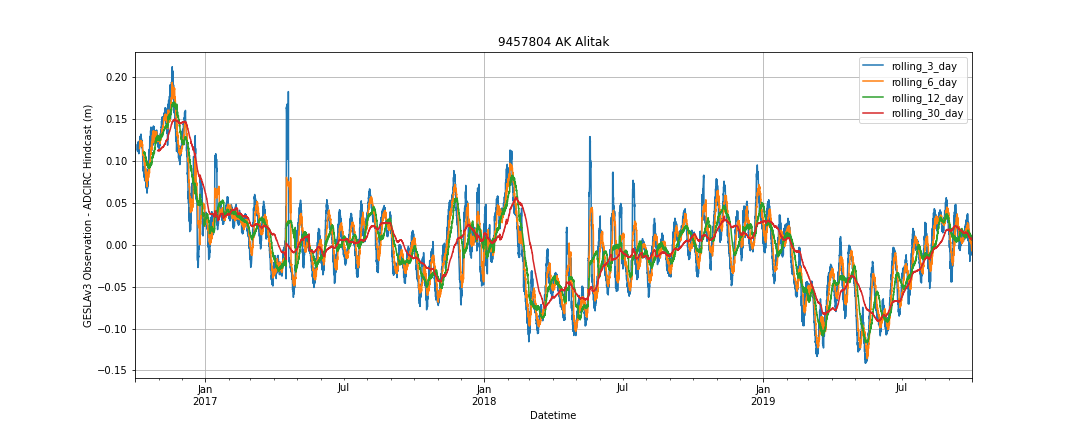 9457804 AK Alitak
GESLAv3 Observation - ADCIRC Hindcast (m)
0.20
0.15
0.10
0.05
0.00
−0.05
−0.10
−0.15
rolling_3_day
rolling_6_day
rolling_12_day
rolling_30_day
Jan Jul Jan Jul Jan Jul
2017 2018 2019
Datetime